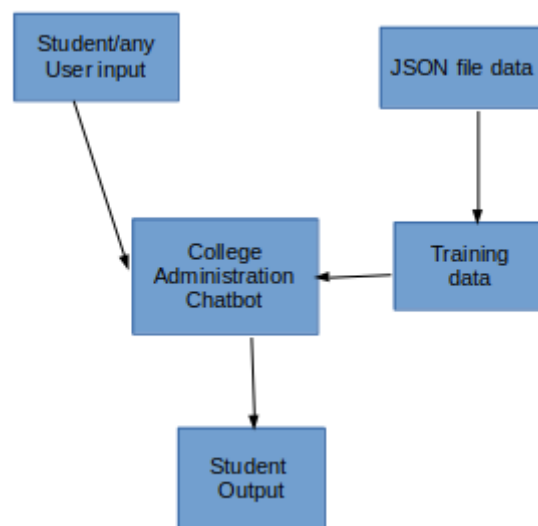 Student/any
User input
JSON file data
College
Administration
Chatbot
Training
data
Student
Output